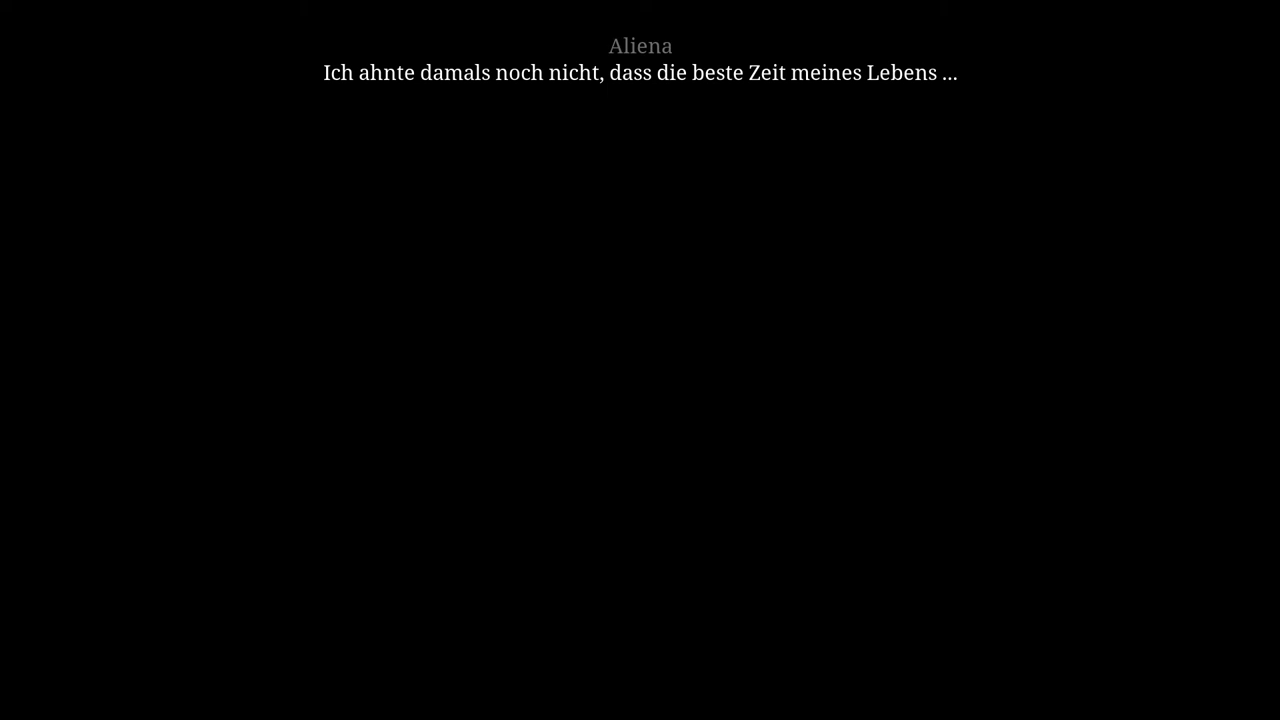 Aliena
Ich ahnte damals noch nicht, dass die beste Zeit meines Lebens ...